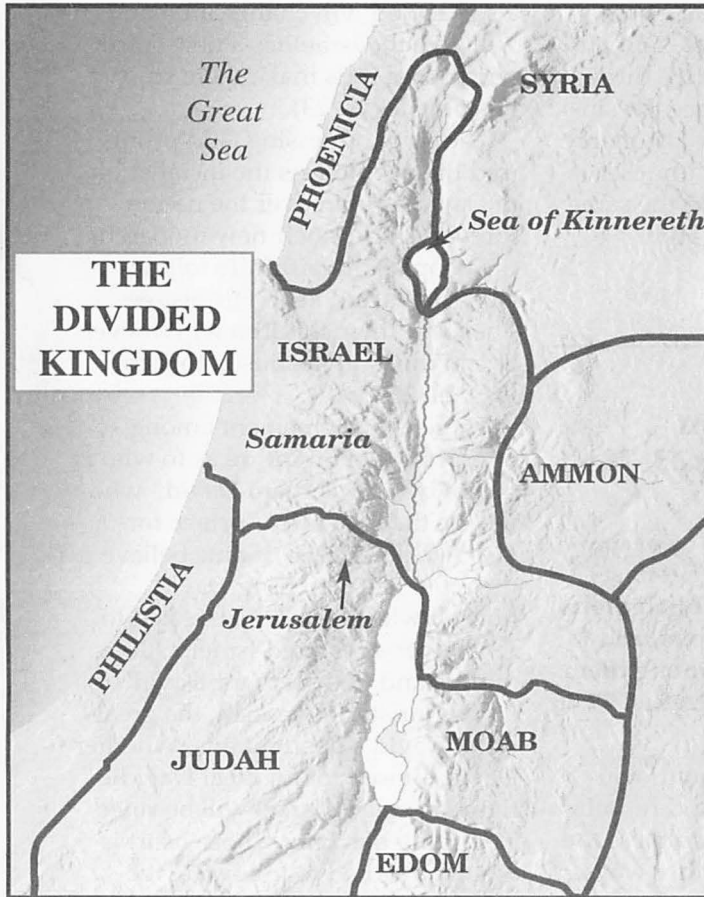 The
Great
Sea
PHOENICIA
SYRIA
Sea of Kinnereth
THE
DIVIDED
KINGDOM
ISRAEL
Samaria
AMMON
PHILISTIA
Jerusalem
JUDAH
MOAB
EDOM